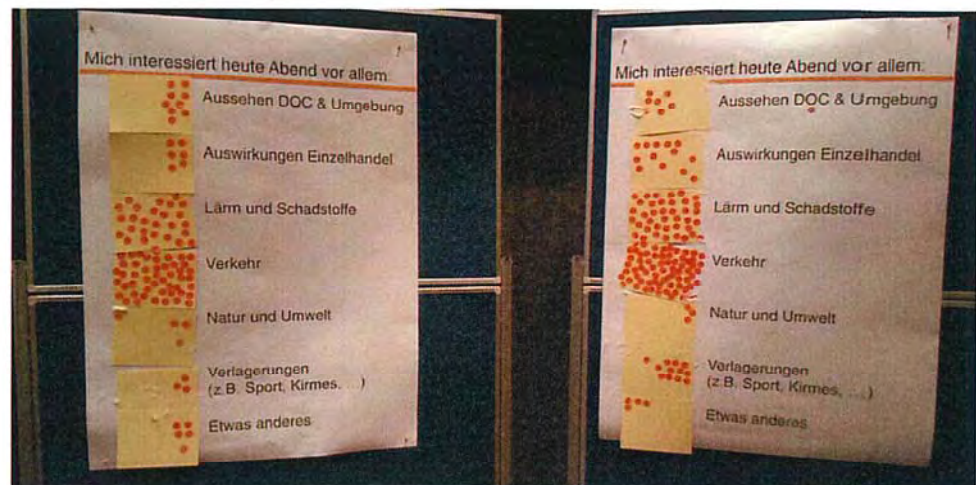 Mich interessiert heute Abend vor allem:
Aussehen DOC & Umgebung
Auswirkungen Einzelhandel
Lärm und Schadstoffe
Verkehr
Natur und Umwelt
Verlagerungen
(z.B. Sport, Kirmes, ...)
Etwas anderes
Mich interessiert heute Abend vor allem:
Aussehen DOC & Umgebung
Auswirkungen Einzelhandel
Lärm und Schadstoffe
Verkehr
Natur und Umwelt
Verlagerungen
(z.B. Sport, Kirmes, ...)
Etwas anderes